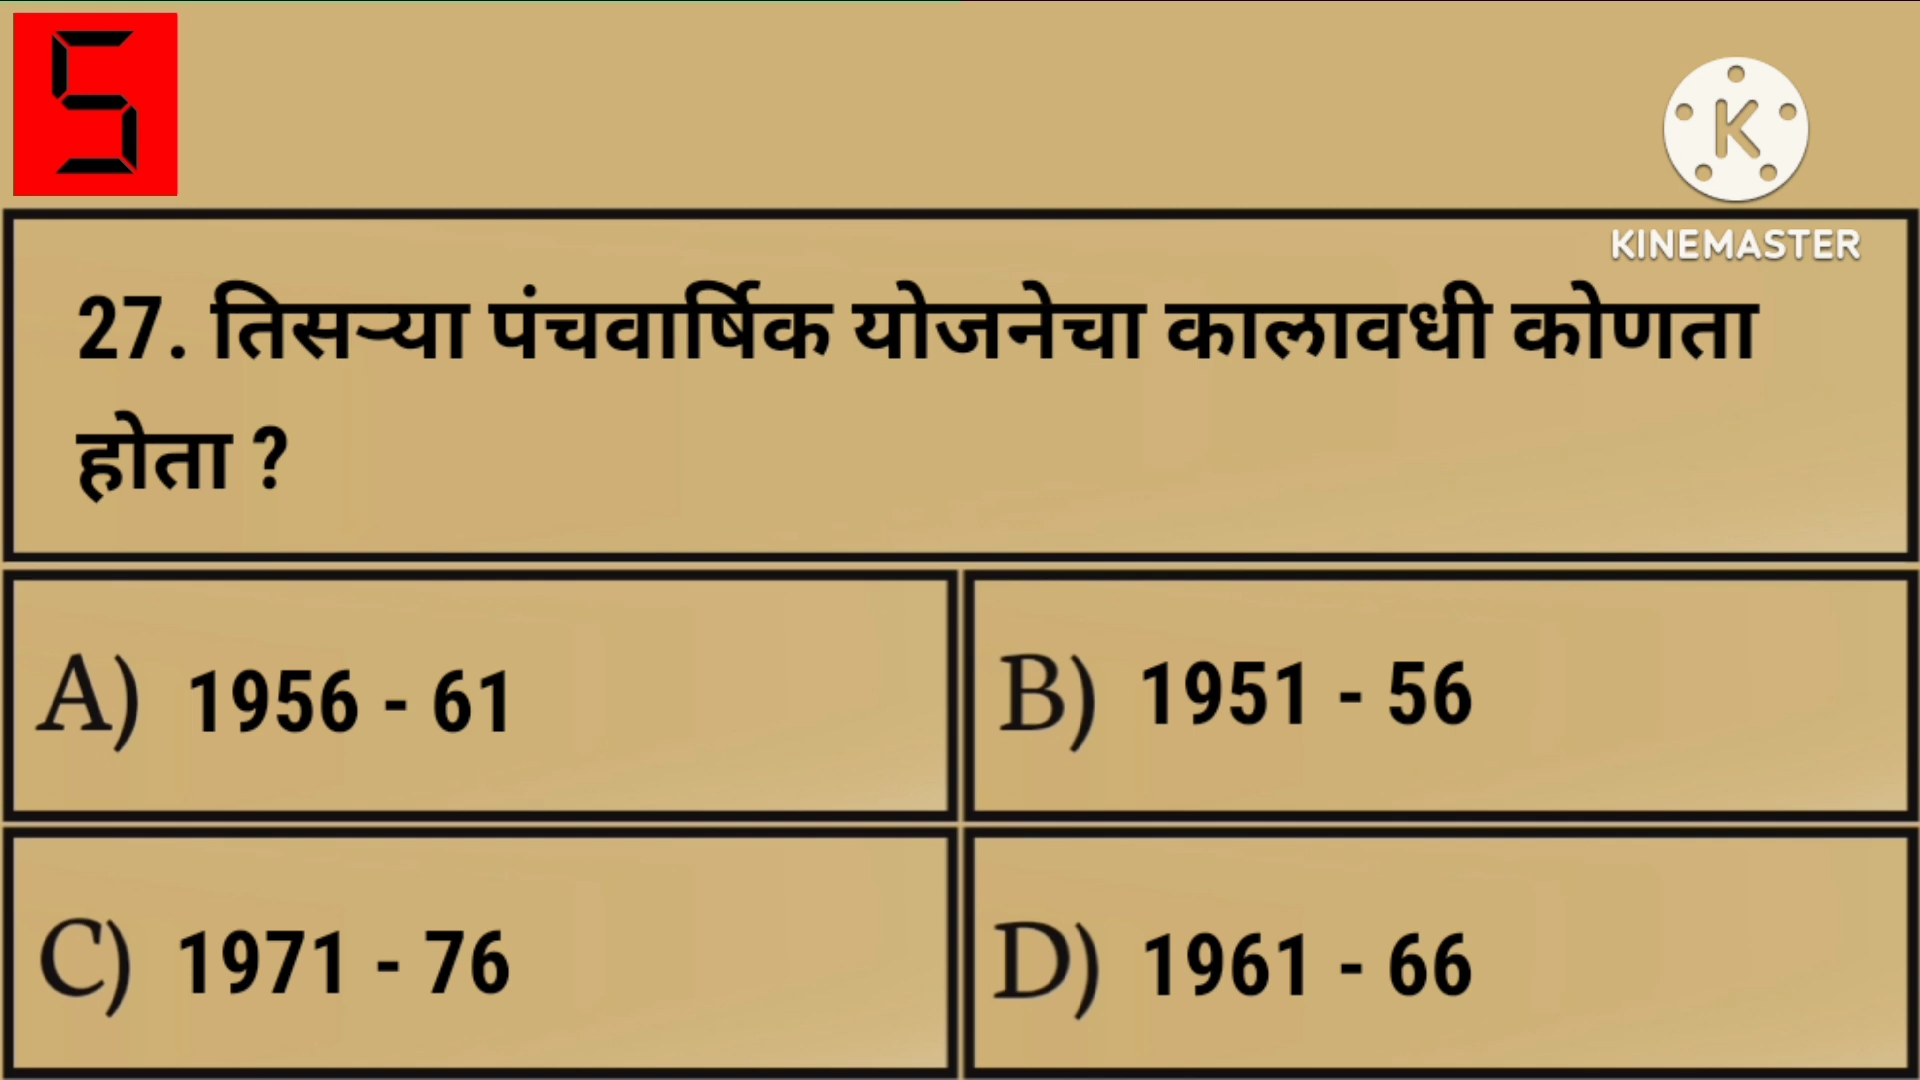 5
K
KINEMASTER
27. तिसऱ्या पंचवार्षिक योजनेचा कालावधी कोणता
होता ?
A) 1956 - 61
B) 1951 - 56
C) 1971 - 76
D) 1961 - 66